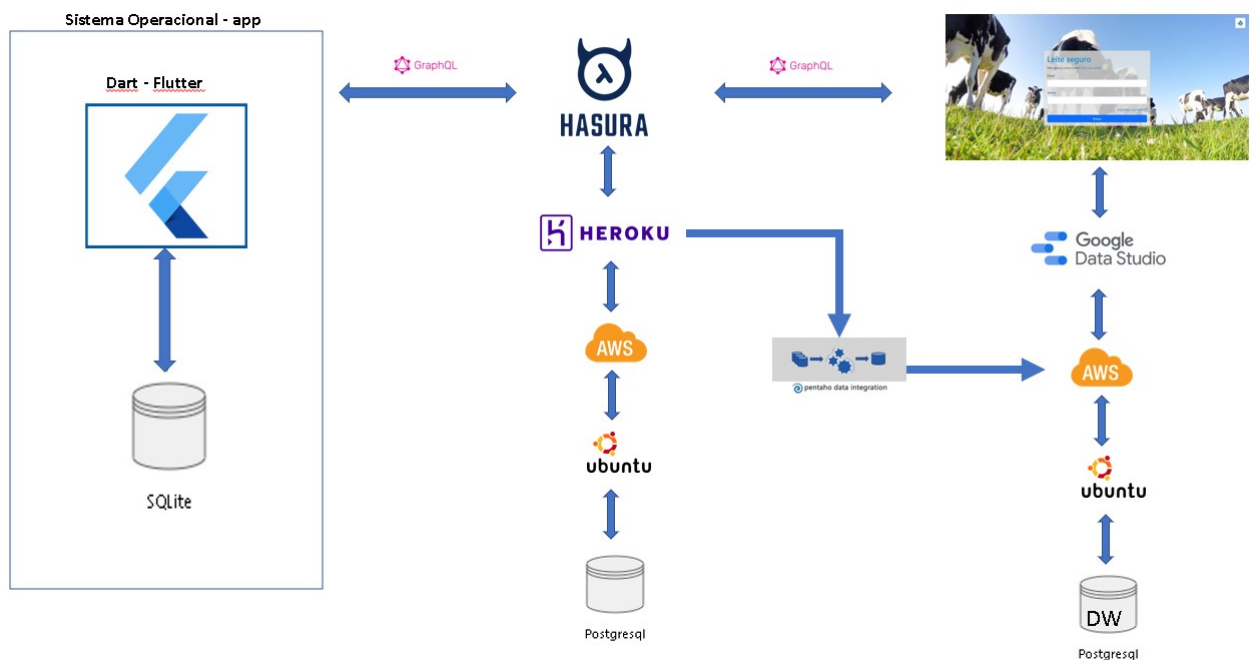 Sistema Operacional - app
Dart - Flutter
SQLite
GraphQL
HASURA
HEROKU
AWS
ubuntu
Postgresql
GraphQL
pentaho data integration
Leite seguro
Google
Data Studio
AWS
ubuntu
DW
Postgresql